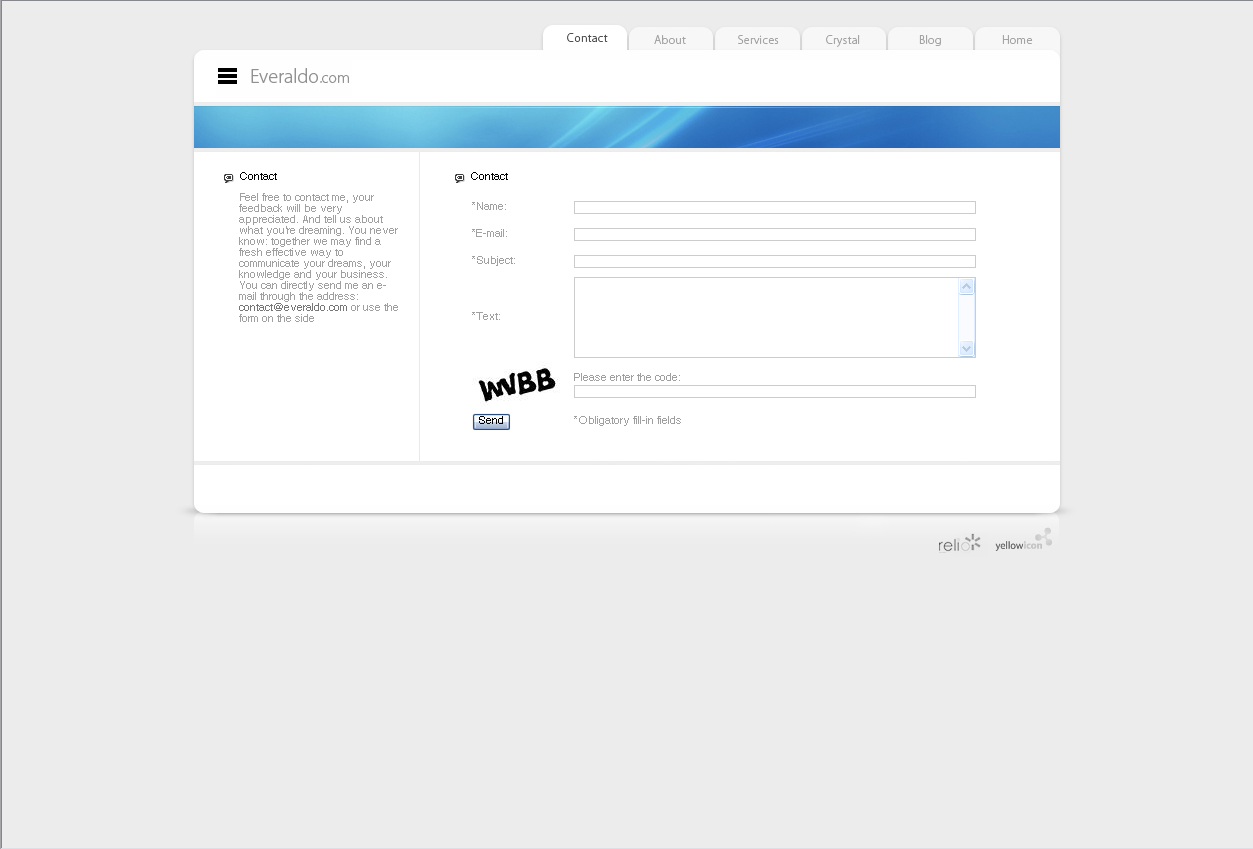 Contact
About
Services
Crystal
Blog
Home
Everaldo.com
Contact
Feel free to contact me, your
feedback will be very
appreciated. And tell us about
what you're dreaming. You never
know: together we may find a
fresh effective way to
communicate your dreams, your
knowledge and your business.
You can directly send me an e-
mail through the address:
contact@everaldo.com or use the
form on the side
Contact
*Name:
*E-mail:
*Subject:
*Text:
Please enter the code:
Send
*Obligatory fill-in fields
relio
yellowicon